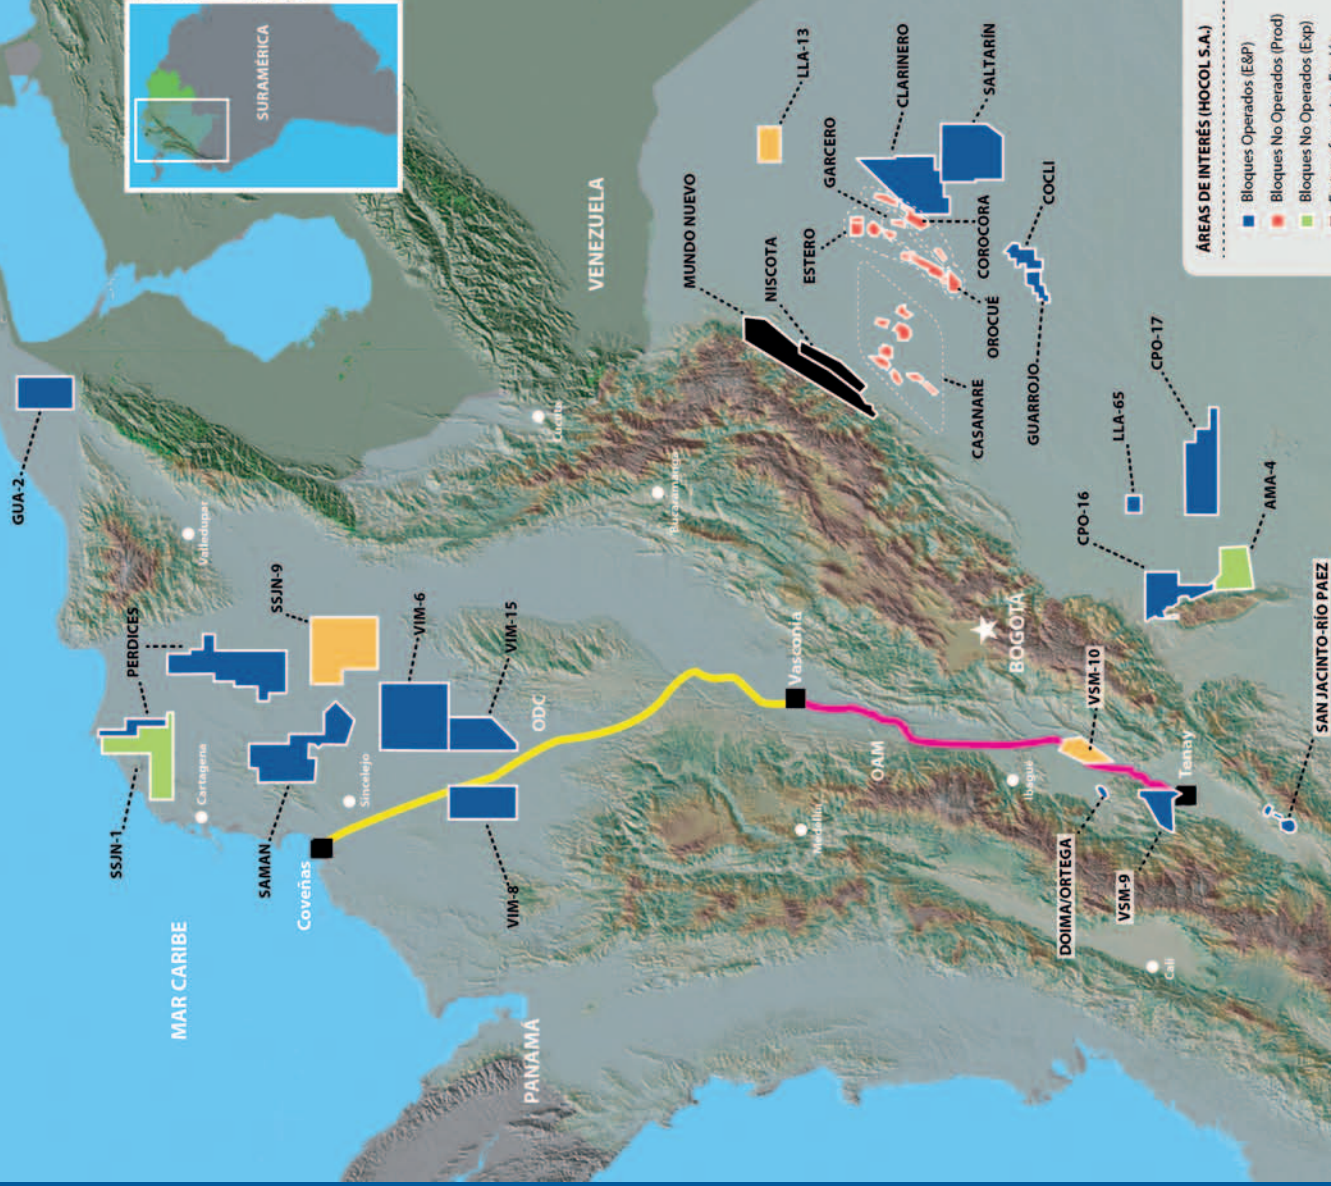 SURAMÉRICA
GUA-2
VENEZUELA
MAR CARIBE
PANAMÁ
SSJN-1
PERDICES
SSJN-9
SAMAN
VIM-6
VIM-15
VIM-8
Cartagena
Valledupar
Sincelejo
Coveñas
Cúcuta
Bucaramanga
ODC
Vasconia
Medellín
OAM
Ibagué
BOGOTÁ
Cali
Tenay
MUNDO NUEVO
NISCOTA
ESTERO
GARCERO
LLA-13
CLARINERO
SALTARÍN
COROCORA
OROCUÉ
CASANARE
COCLI
GUARROJO
CPO-16
LLA-65
CPO-17
AMA-4
VSM-10
DOIMA/ORTEGA
VSM-9
SAN JACINTO-RÍO PAEZ
ÁREAS DE INTERÉS (HOCOL S.A.)
Bloques Operados (E&P)
Bloques No Operados (Prod)
Bloques No Operados (Exp)